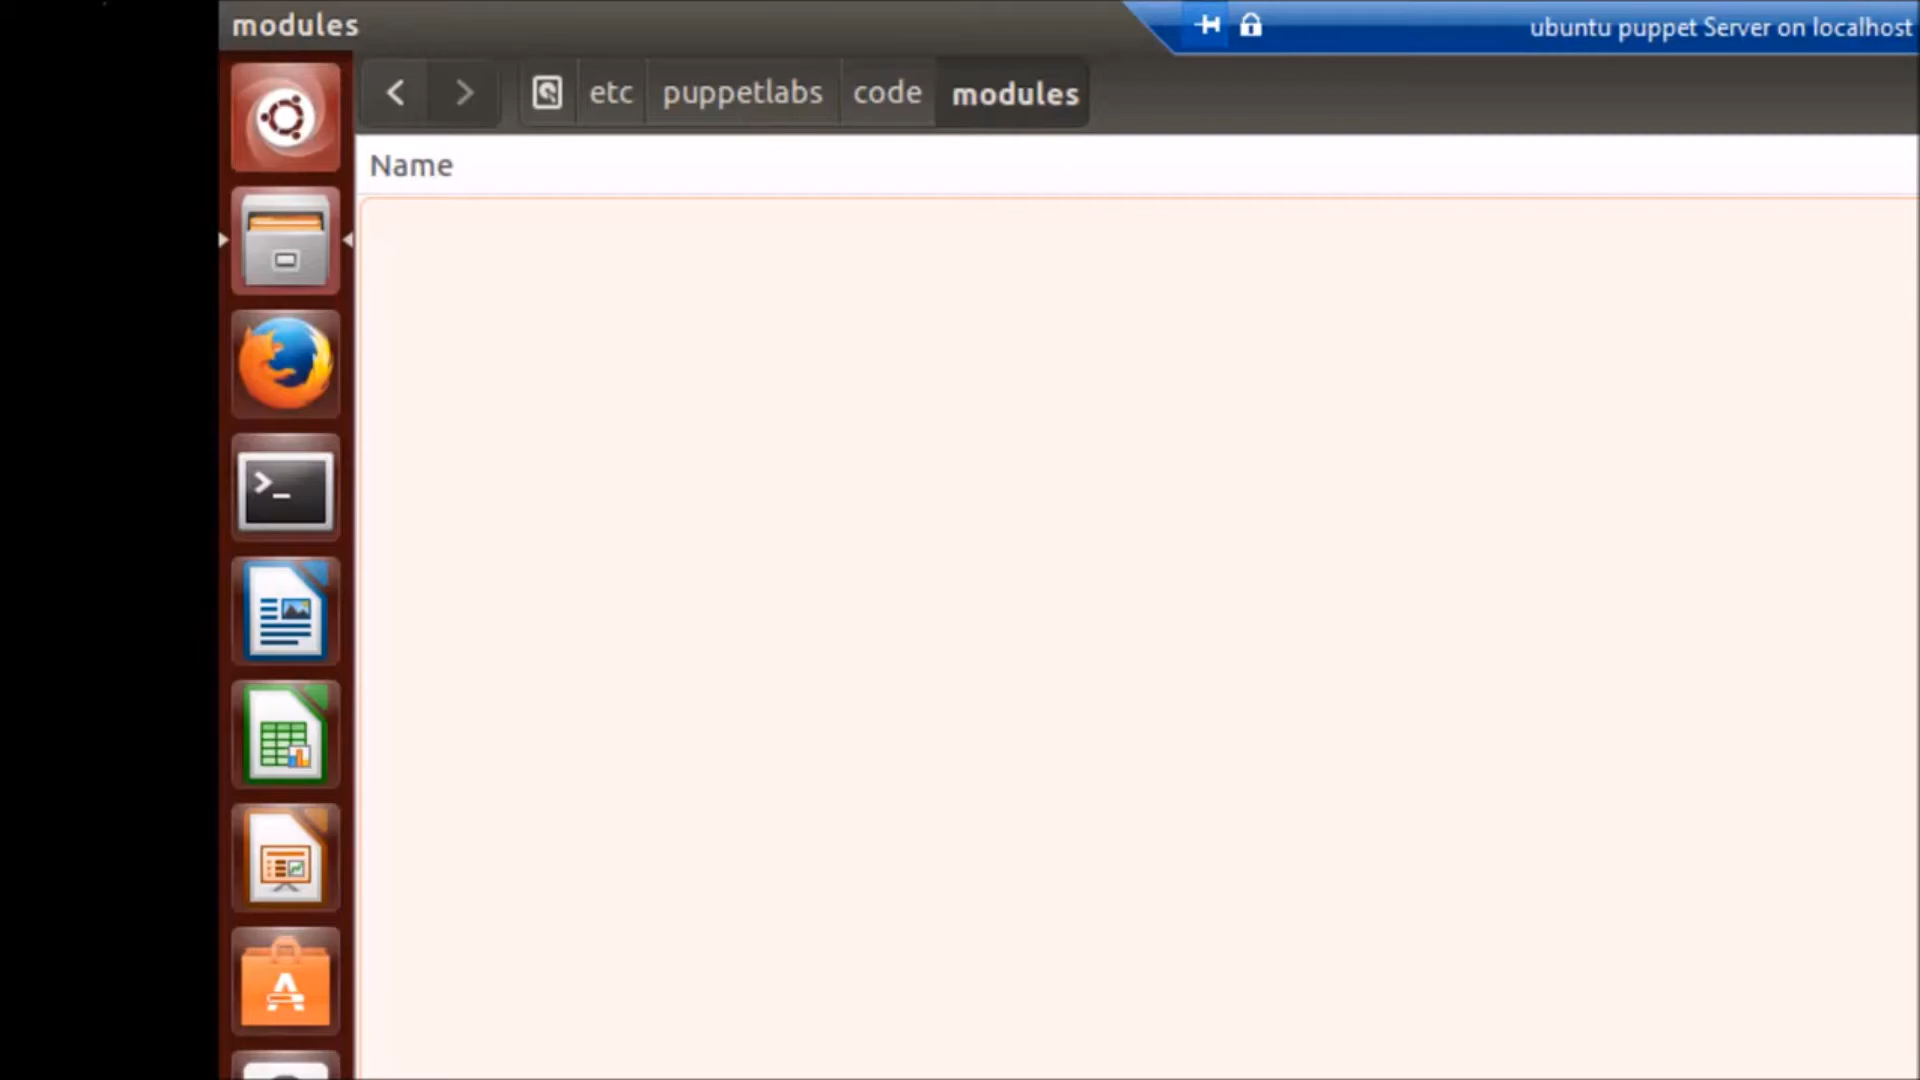 modules
ubuntu puppet Server on localhost
etc puppetlabs code modules
Name
>_